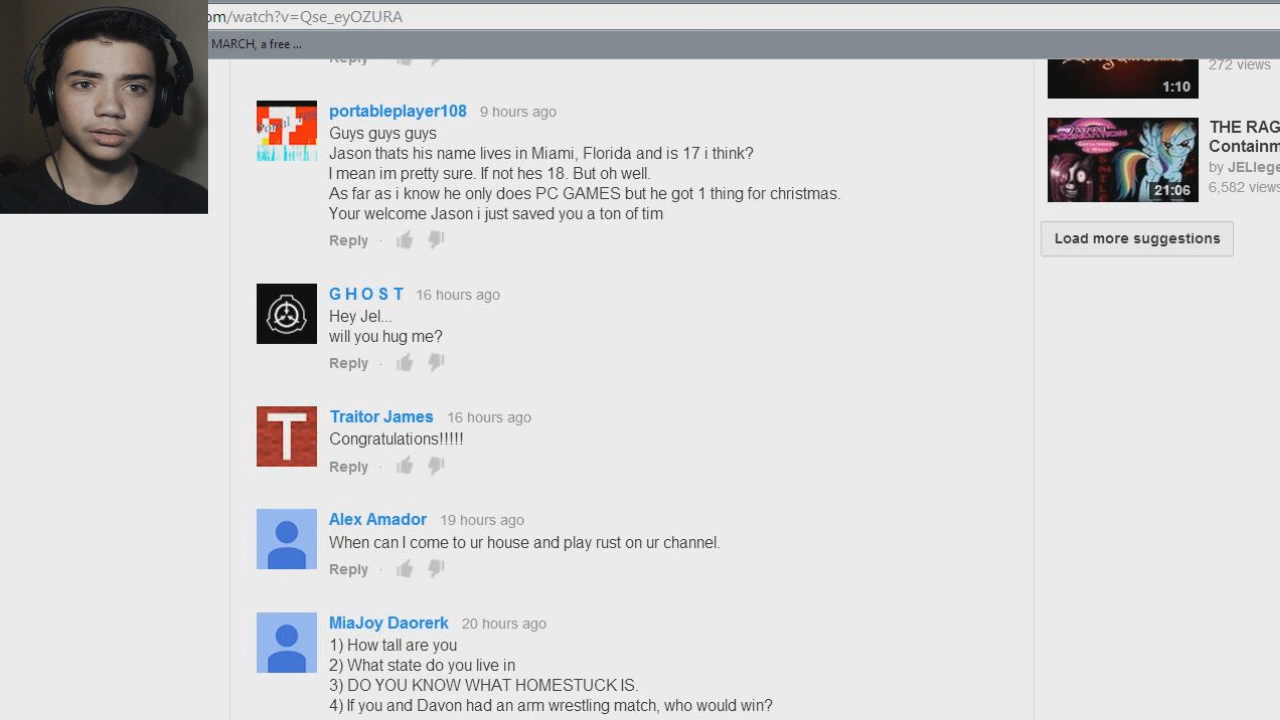 om/watch?v=Qse_eyOZURA
MARCH, a free ...
Reply
portableplayer108 9 hours ago
Guys guys guys
Jason thats his name lives in Miami, Florida and is 17 i think?
I mean im pretty sure. If not hes 18. But oh well.
As far as i know he only does PC GAMES but he got 1 thing for christmas.
Your welcome Jason i just saved you a ton of tim
Reply
G H O S T 16 hours ago
Hey Jel...
will you hug me?
Reply
Traitor James 16 hours ago
T
Congratulations!!!!!
Reply
Alex Amador 19 hours ago
When can I come to ur house and play rust on ur channel.
Reply
MiaJoy Daorerk 20 hours ago
1) How tall are you
2) What state do you live in
3) DO YOU KNOW WHAT HOMESTUCK IS.
4) If you and Davon had an arm wrestling match, who would win?
272 views
1:10
THE RAG
Containm
by JELlege
6,582 views
21:06
Load more suggestions